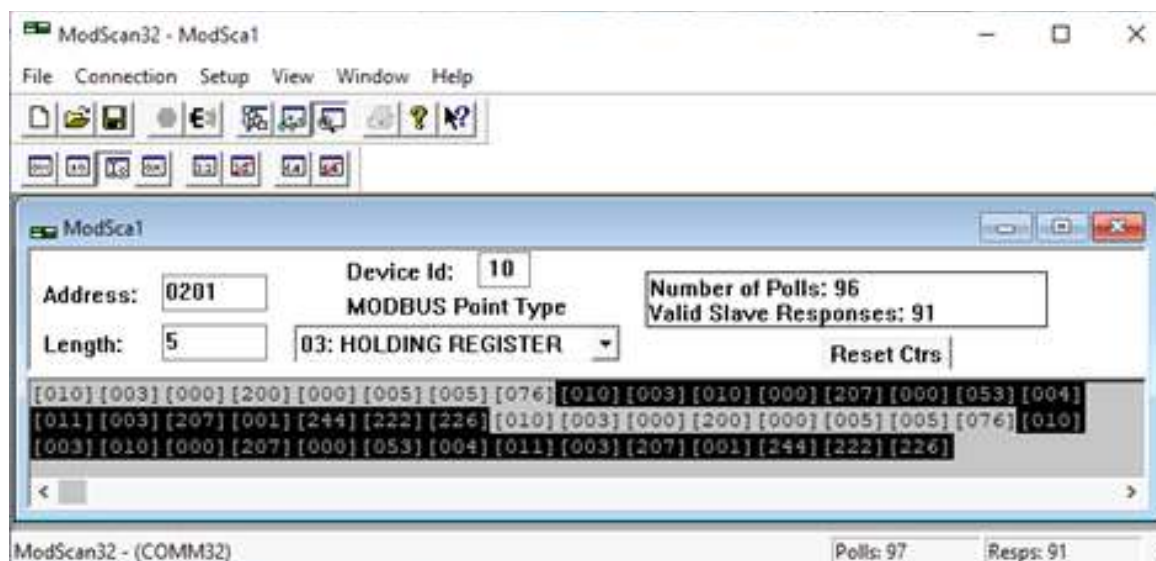 ModScan32 - ModSca1
File Connection Setup View Window Help
ModSca1
Address: 0201
Device Id: 10
MODBUS Point Type
Length: 5
03: HOLDING REGISTER
Number of Polls: 96
Valid Slave Responses: 91
Reset Ctrs
[010][003][000][200][000][005][005][076][010][003][010][000][207][000][053][004]
[011][003][207][001][244][222][226][010][003][000][200][000][005][005][076][010]
[003][010][000][207][000][053][004][011][003][207][001][244][222][226]
ModScan32 - (COMM32)
Polls: 97
Resps: 91